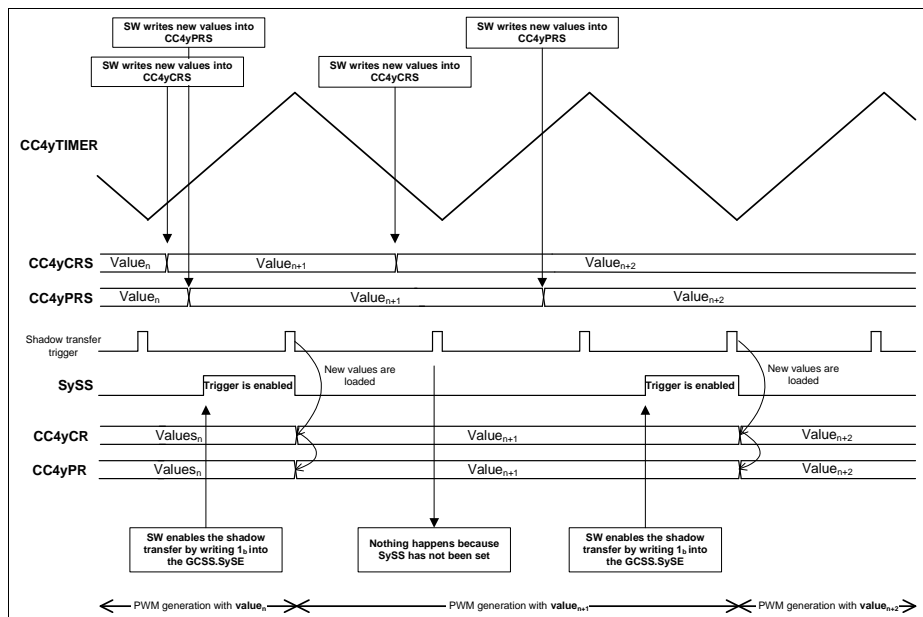 SW writes new values into
CC4yPRS
SW writes new values into
CC4yPRS
SW writes new values into
CC4yCRS
SW writes new values into
CC4yCRS
CC4yTIMER
CC4yCRS
Valueₙ
Valueₙ₊₁
Valueₙ₊₂
CC4yPRS
Valueₙ
Valueₙ₊₁
Valueₙ₊₂
Shadow transfer
trigger
New values are
loaded
New values are
loaded
SySS
Trigger is enabled
Trigger is enabled
CC4yCR
Valuesₙ
Valueₙ₊₁
Valueₙ₊₂
CC4yPR
Valuesₙ
Valueₙ₊₁
Valueₙ₊₂
SW enables the shadow
transfer by writing 1b into
the GCSS.SySE
Nothing happens because
SySS has not been set
SW enables the shadow
transfer by writing 1b into
the GCSS.SySE
PWM generation with valueₙ
PWM generation with valueₙ₊₁
PWM generation with valueₙ₊₂